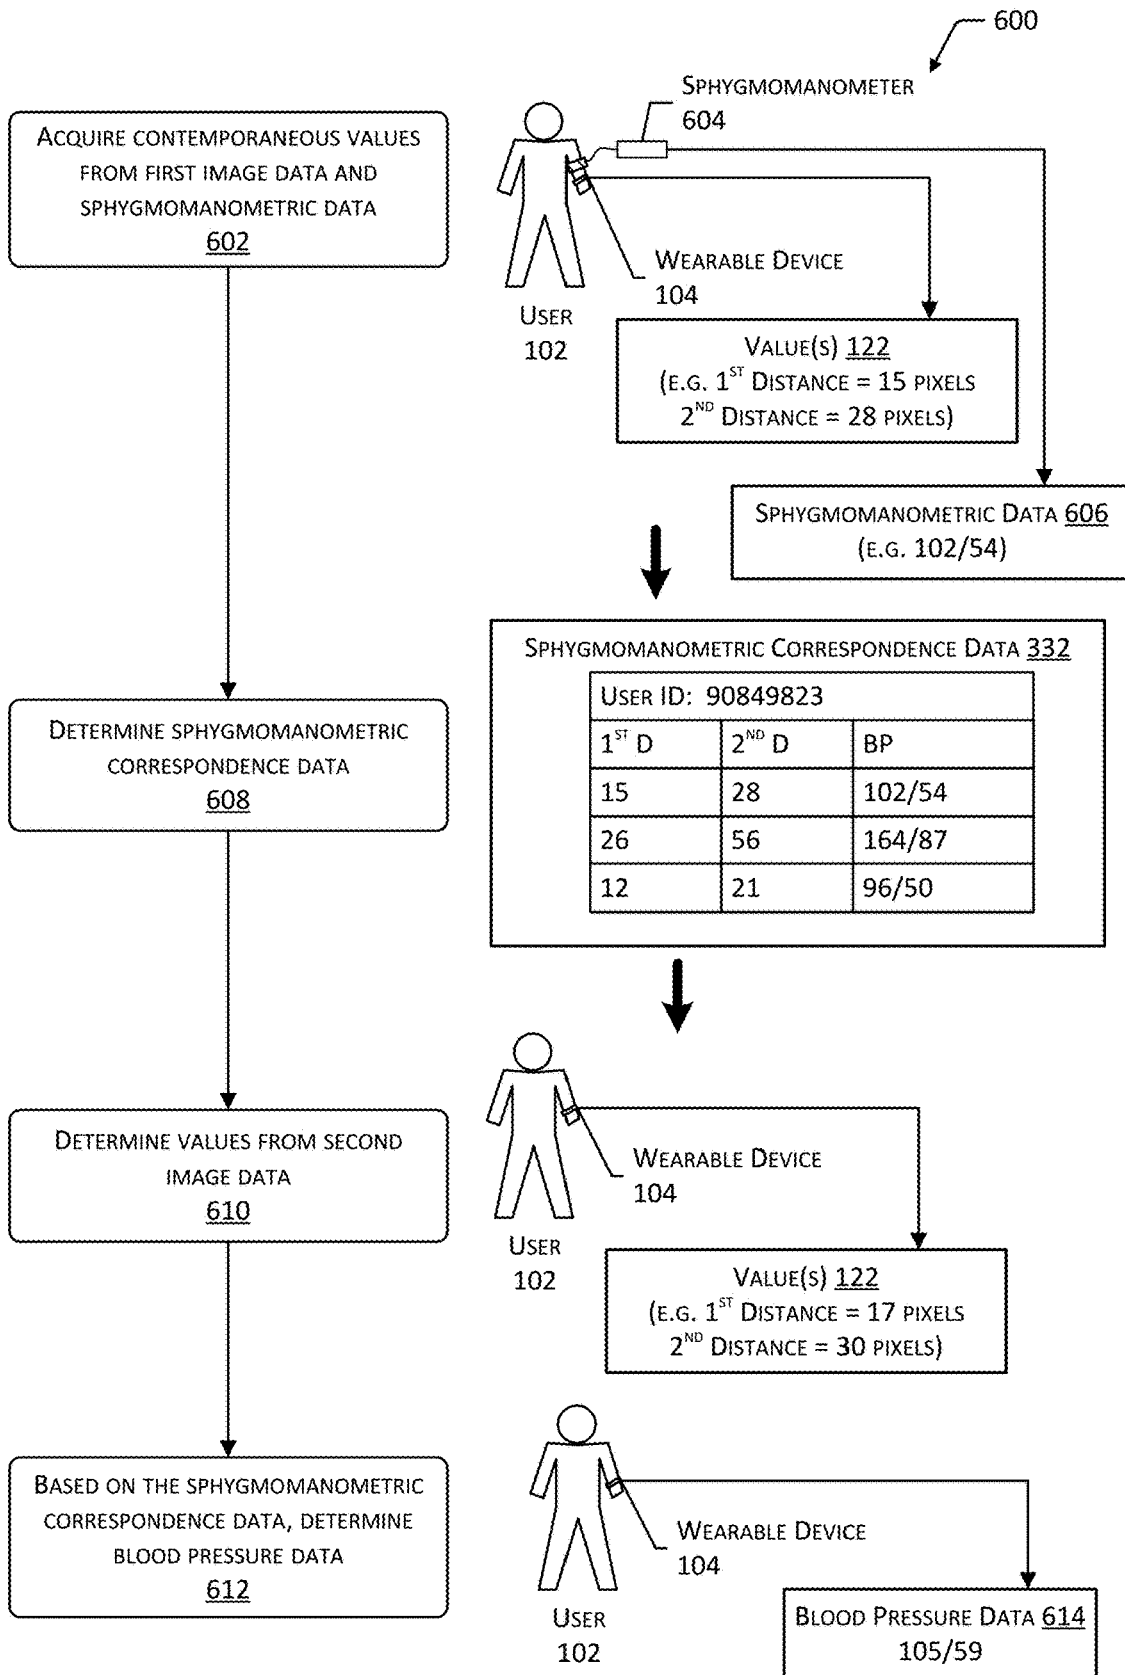 600
SPHYGMOMANOMETER
604
ACQUIRE CONTEMPORANEOUS VALUES
FROM FIRST IMAGE DATA AND
SPHYGMOMANOMETRIC DATA
602
WEARABLE DEVICE
104
USER
102
VALUE(S) 122
(E.G. 1ST DISTANCE = 15 PIXELS
2ND DISTANCE = 28 PIXELS)
SPHYGMOMANOMETRIC DATA 606
(E.G. 102/54)
SPHYGMOMANOMETRIC CORRESPONDENCE DATA 332
USER ID: 90849823
1ST D 2ND D BP
15 28 102/54
26 56 164/87
12 21 96/50
DETERMINE SPHYGMOMANOMETRIC
CORRESPONDENCE DATA
608
DETERMINE VALUES FROM SECOND
IMAGE DATA
610
WEARABLE DEVICE
104
USER
102
VALUE(S) 122
(E.G. 1ST DISTANCE = 17 PIXELS
2ND DISTANCE = 30 PIXELS)
BASED ON THE SPHYGMOMANOMETRIC
CORRESPONDENCE DATA, DETERMINE
BLOOD PRESSURE DATA
612
WEARABLE DEVICE
104
USER
102
BLOOD PRESSURE DATA 614
105/59